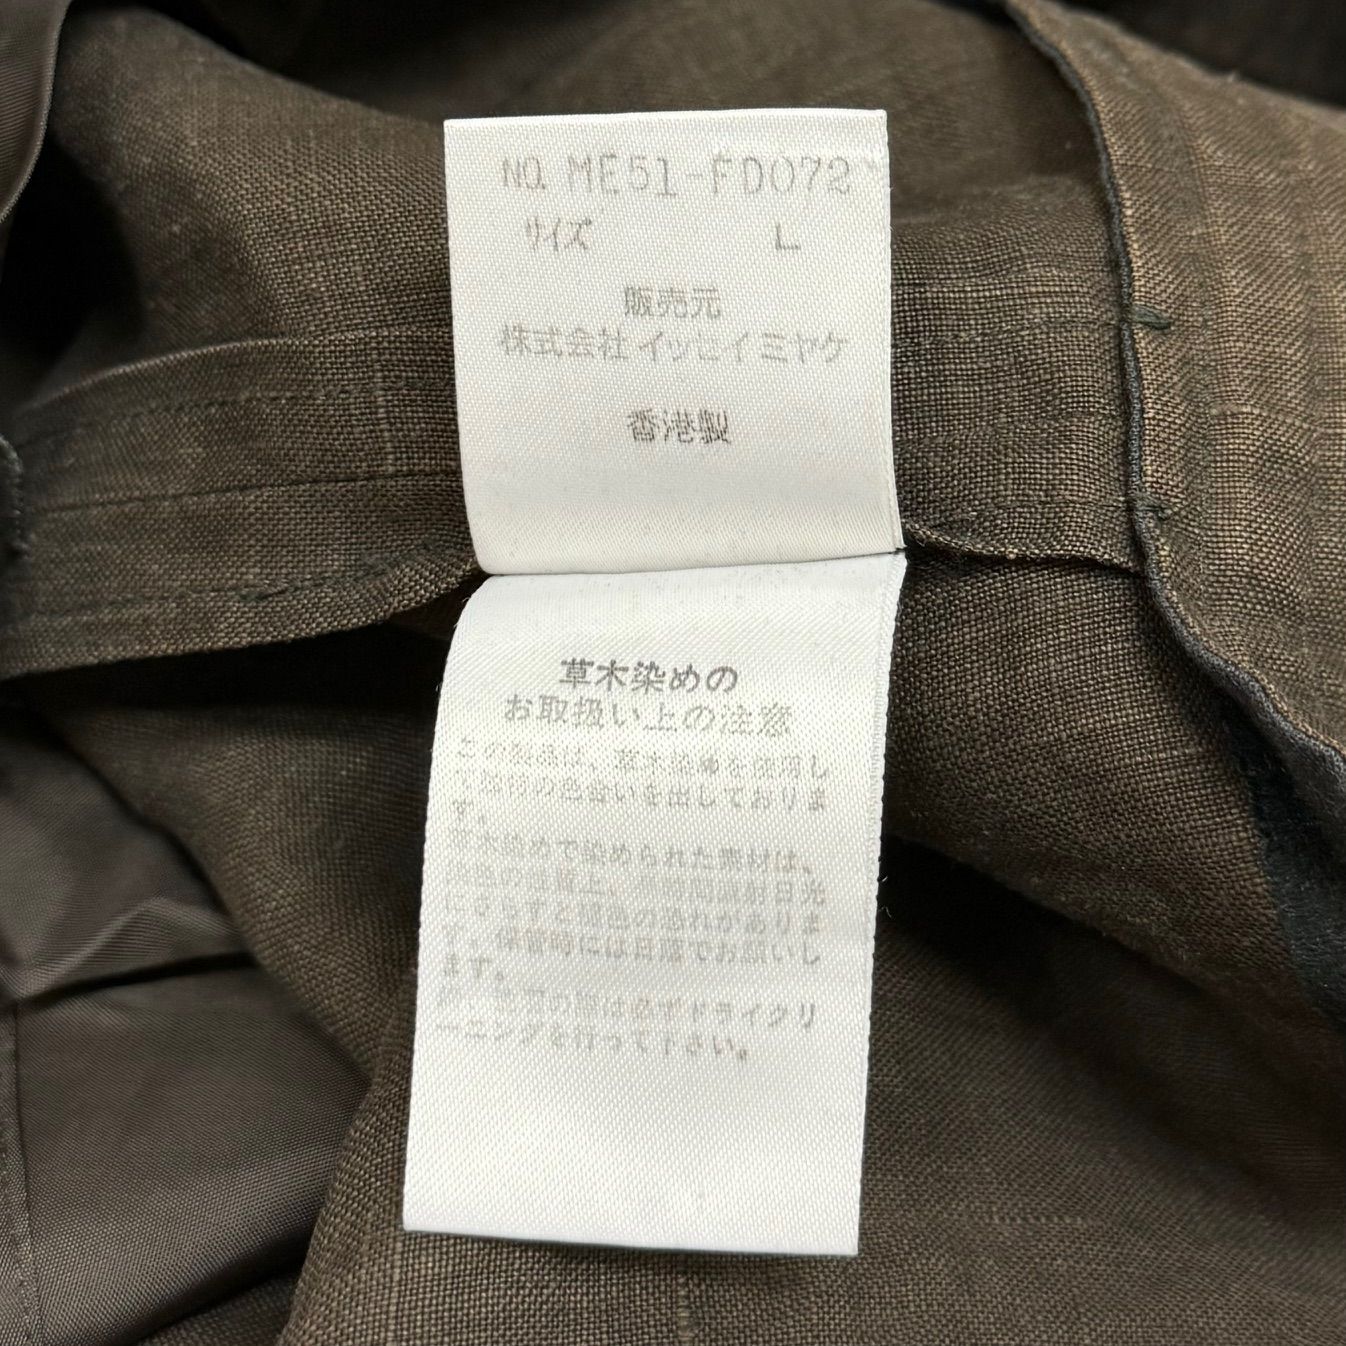 NO. ME51-FD072
サイズ L
販売元
株式会社イッセイミヤケ
香港製
草木染めの
お取扱い上の注意
この製品は、草木染めを使用し
て独特の色合いを出しておりま
す。
草木染めで染められた素材は、
染色の性質上、長時間直射日光
にさらすと褪色の恐れがありま
す。保管時には日蔭でお願いし
ます。
の際は必ずドライクリ
ーニングを行って下さい。